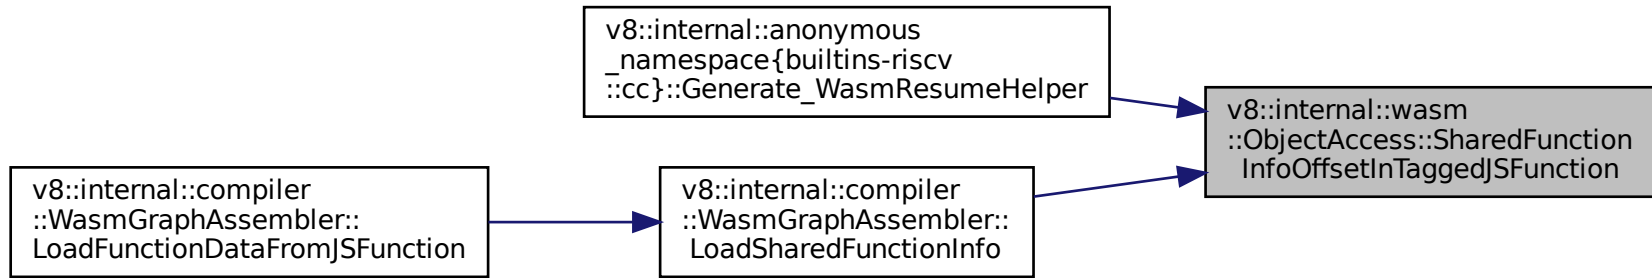 v8::internal::anonymous
_namespace{builtins-riscv
::cc}::Generate_WasmResumeHelper
v8::internal::wasm
::ObjectAccess::SharedFunction
InfoOffsetInTaggedJSFunction
v8::internal::compiler
::WasmGraphAssembler::
LoadFunctionDataFromJSFunction
v8::internal::compiler
::WasmGraphAssembler::
LoadSharedFunctionInfo